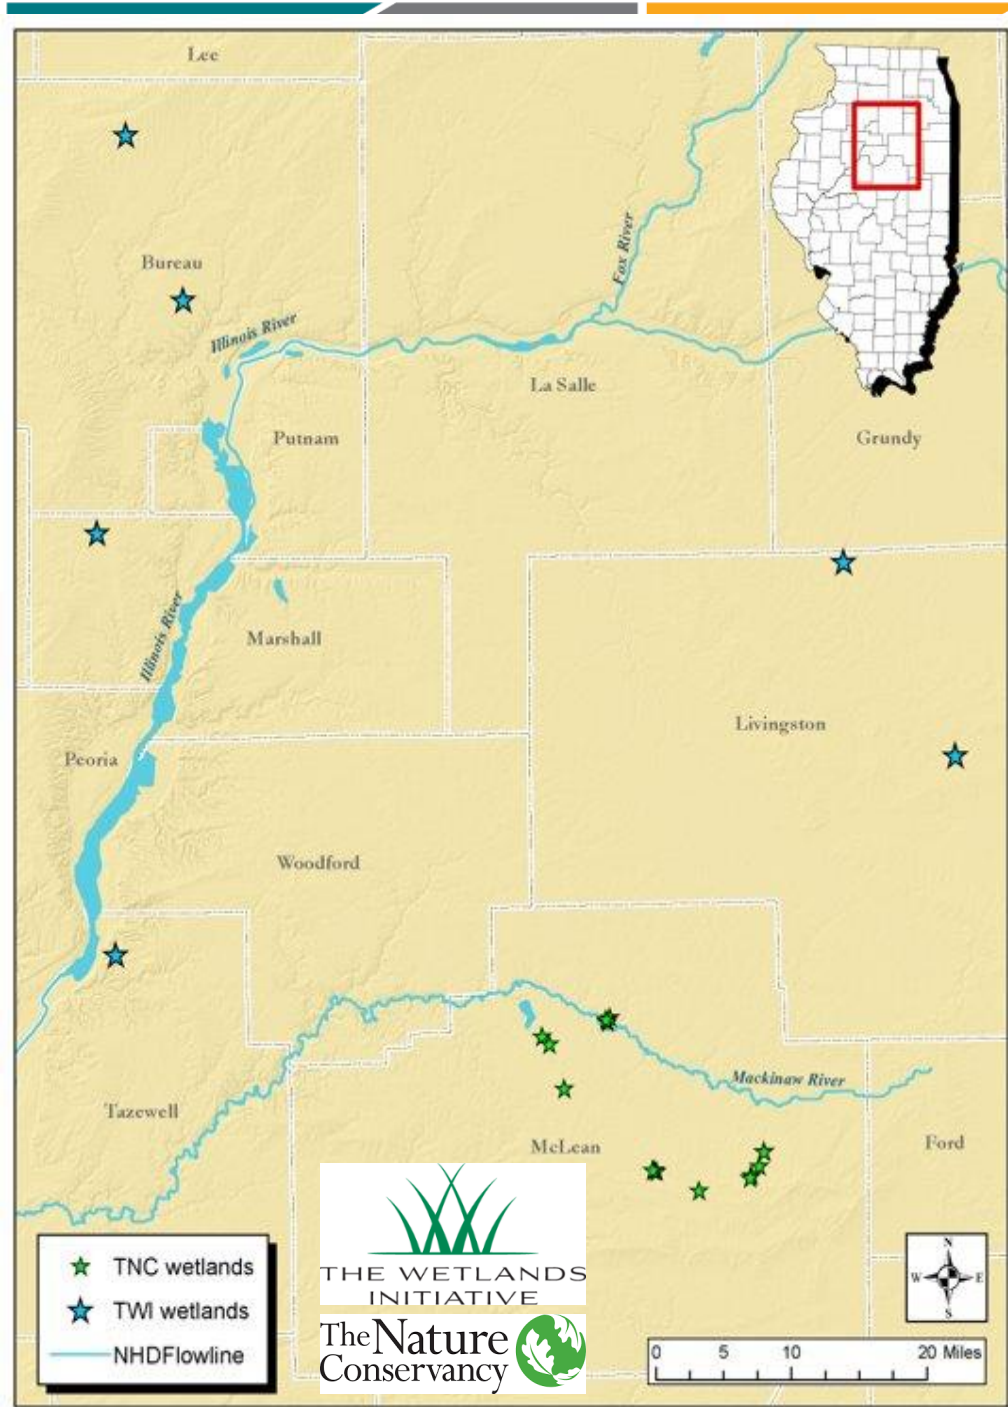 Lee
Bureau
Fox River
Illinois River
La Salle
Putnam
Grundy
Illinois River
Marshall
Livingston
Peoria
Woodford
Mackinaw River
Tazewell
McLean
Ford
TNC wetlands
TWI wetlands
NHDFlowline
THE WETLANDS
INITIATIVE
The Nature
Conservancy
N
W E
S
0 5 10 20 Miles